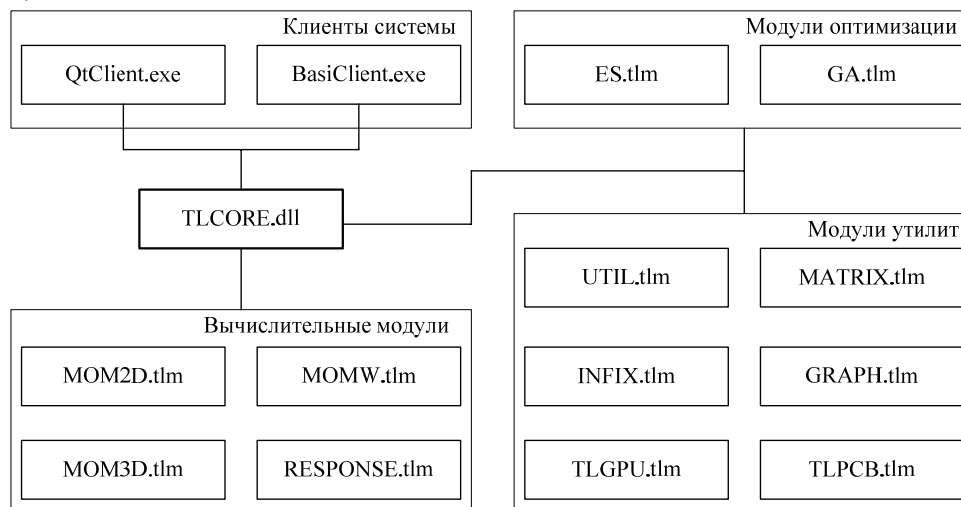 Клиенты системы
QtClient.exe
BasiClient.exe
Модули оптимизации
ES.tlm
GA.tlm
TLCORE.dll
Вычислительные модули
MOM2D.tlm
MOMW.tlm
MOM3D.tlm
RESPONSE.tlm
Модули утилит
UTIL.tlm
MATRIX.tlm
INFIX.tlm
GRAPH.tlm
TLGPU.tlm
TLPCB.tlm